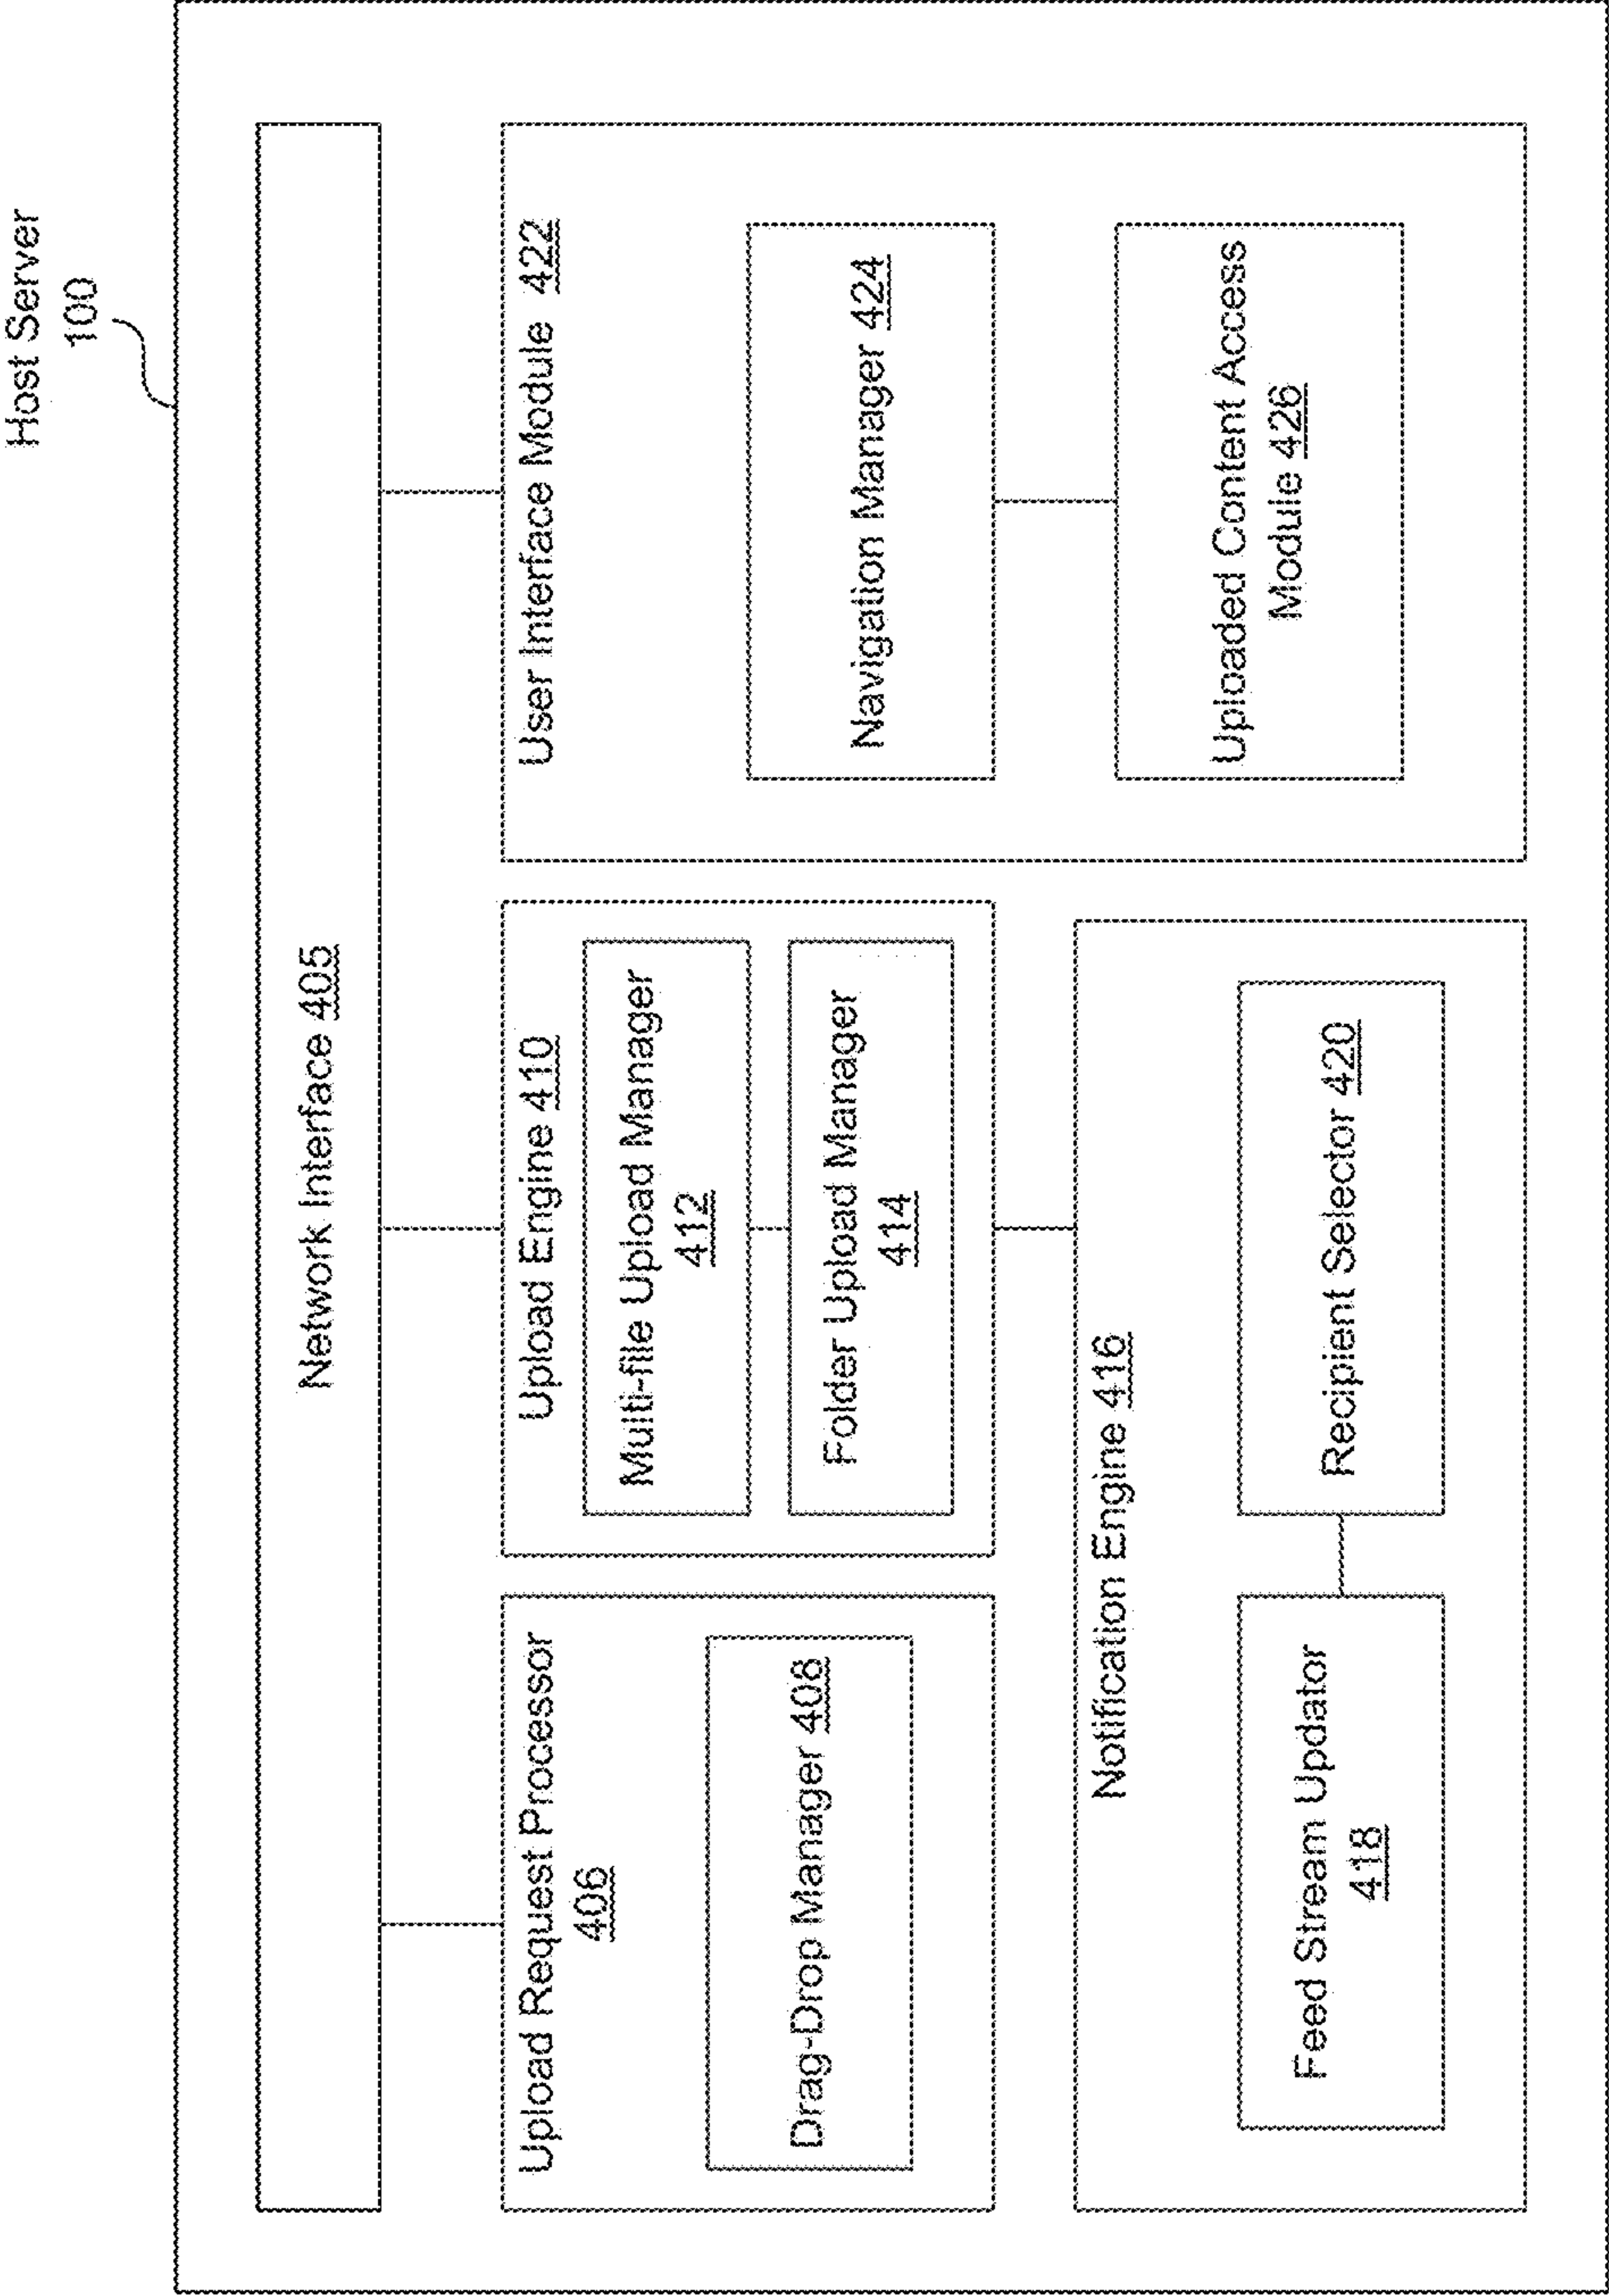 Host Server
100
Network Interface 405
Upload Request Processor
406
Drag-Drop Manager 408
Upload Engine 410
Multi-file Upload Manager
412
Folder Upload Manager
414
User Interface Module 422
Navigation Manager 424
Uploaded Content Access
Module 426
Notification Engine 416
Feed Stream Updator
418
Recipient Selector 420